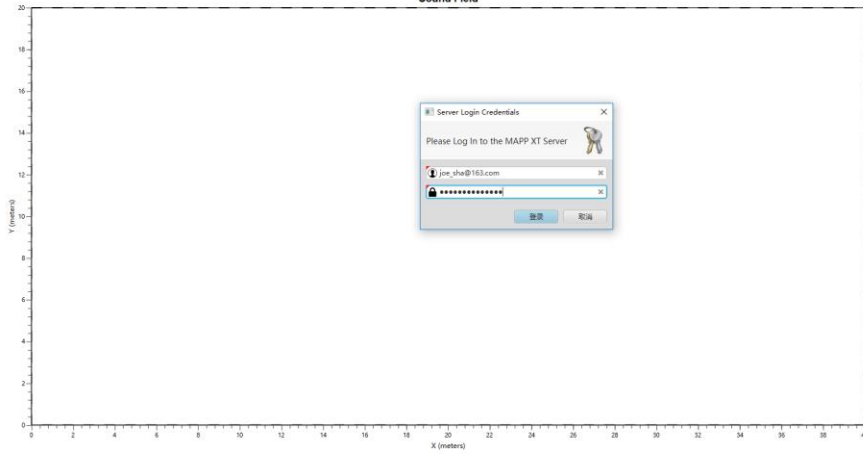 Sound Field
Server Login Credentials
Please Log In to the MAPP XT Server
joe_sha@163.com
●●●●●●●●●●●●●●
登录 取消
Y (meters)
20
18
16
14
12
10
8
6
4
2
0
0 2 4 6 8 10 12 14 16 18 20 22 24 26 28 30 32 34 36 38
X (meters)